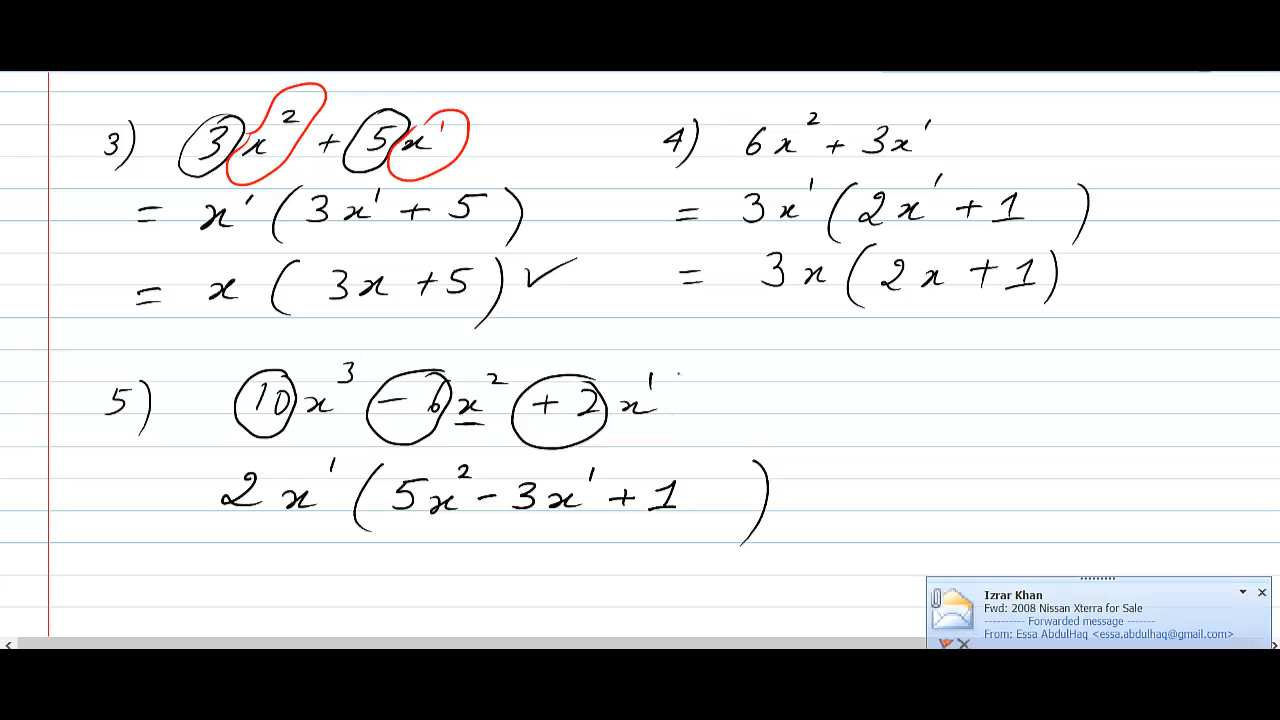 3) 3x² + 5x¹
= x¹ (3x¹ + 5)
= x (3x + 5) ✓
4) 6x² + 3x¹
= 3x¹ (2x¹ + 1)
= 3x (2x + 1)
5) 10x³ − 6x² + 2x¹
2x¹ (5x² − 3x¹ + 1)
Izrar Khan
Fwd: 2008 Nissan Xterra for Sale
---------- Forwarded message -------
From: Essa AbdulHaq <essa.abdulhaq@gmail.com>